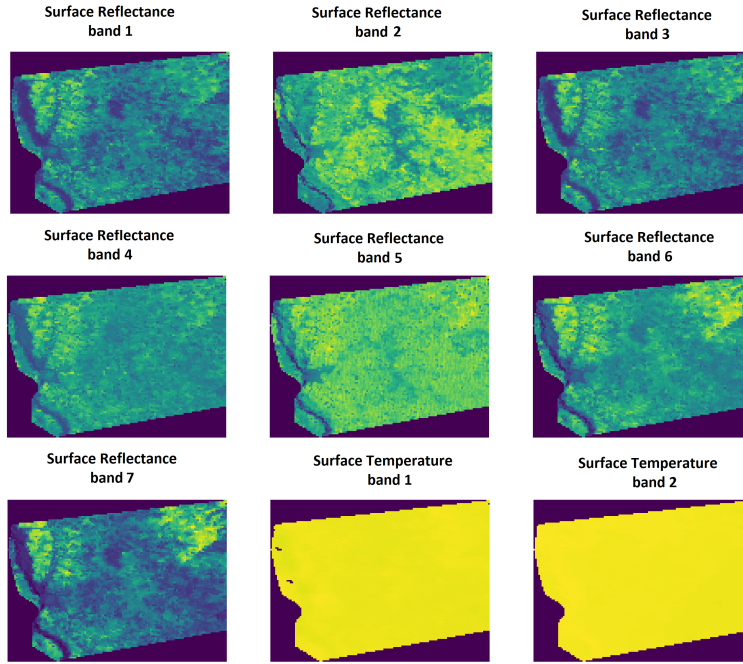 Surface Reflectance
band 1
Surface Reflectance
band 2
Surface Reflectance
band 3
Surface Reflectance
band 4
Surface Reflectance
band 5
Surface Reflectance
band 6
Surface Reflectance
band 7
Surface Temperature
band 1
Surface Temperature
band 2